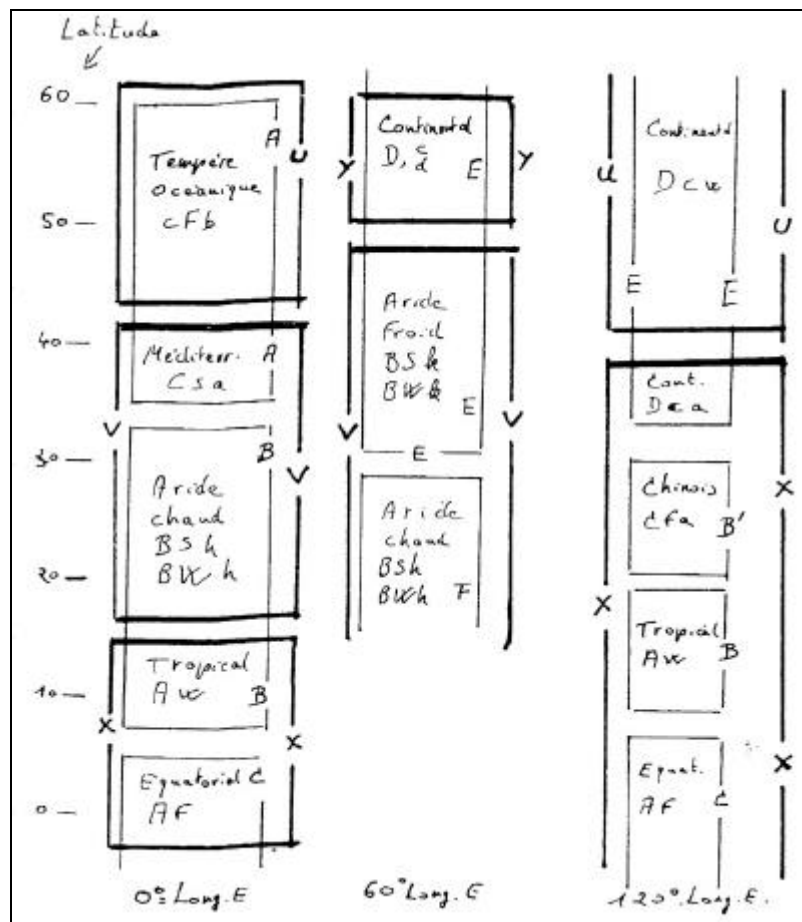 Latitude
60
50
40
30
20
10
0
Tempére
océanique
cFb
A
U
Méditerr.
Csa
A
V
V
B
Aride
chaud
BSh
BWh
Tropical
Aw
B
X
X
Equatorial C
AF
0° Long. E
Continental
D, c
d
E
Y
Y
Aride
Froid
BSk
BWk
E
V
V
E
Aride
chaud
BSh
BWh
F
60° Long. E
Continental
Dcw
U
U
E
E
Cont.
Dca
Chinois
CFa
B'
X
X
Tropical
Aw
B
Equat.
AF
C
X
120° Long. E.